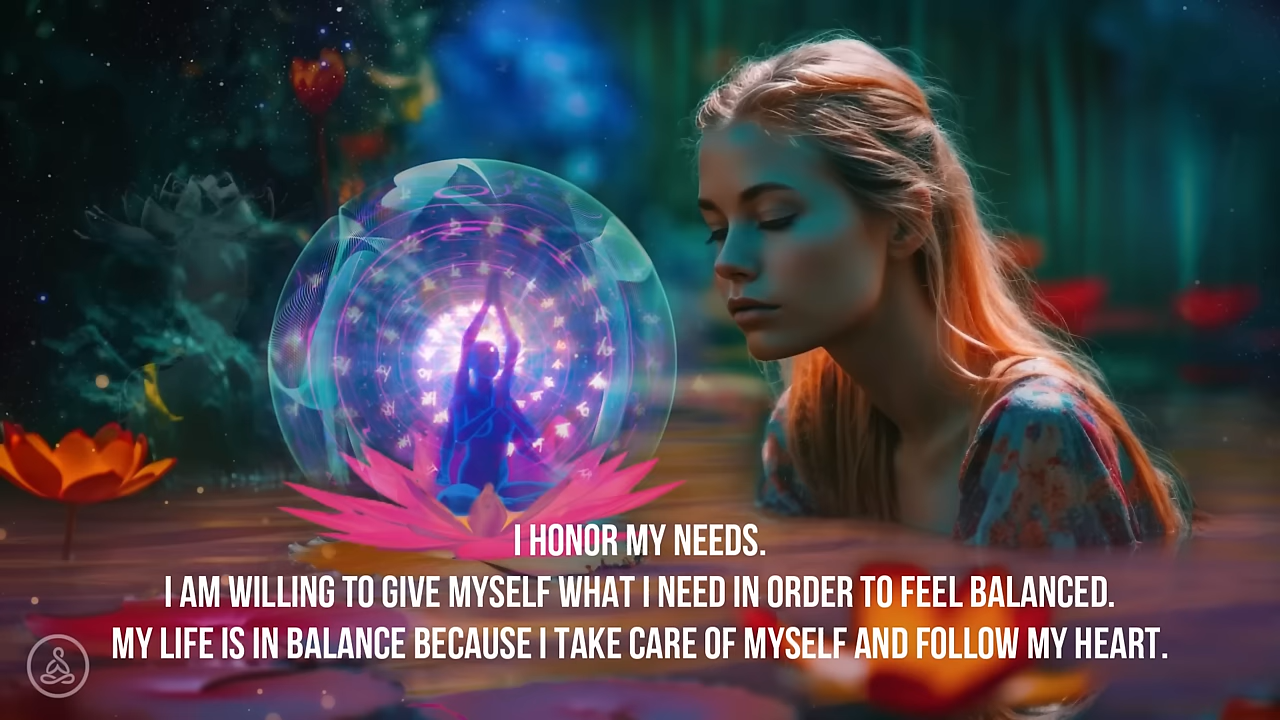 I HONOR MY NEEDS.
I AM WILLING TO GIVE MYSELF WHAT I NEED IN ORDER TO FEEL BALANCED.
MY LIFE IS IN BALANCE BECAUSE I TAKE CARE OF MYSELF AND FOLLOW MY HEART.